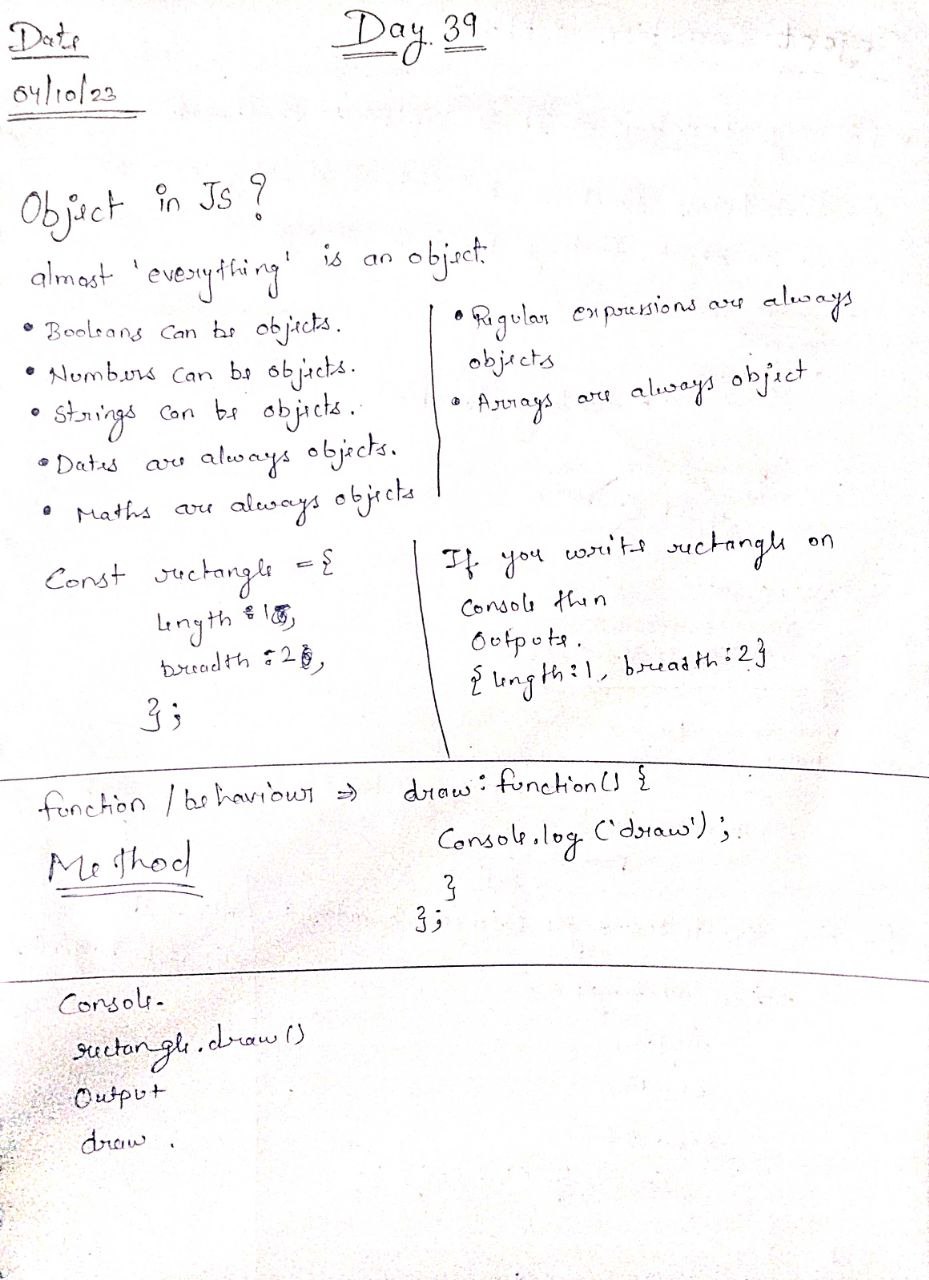 Date
Day. 39
04/10/23
Object in JS?
almost 'everything' is an object.
• Booleans can be objects.
• Numbers can be objects.
• Strings can be objects.
• Dates are always objects.
• Maths are always objects
• Regular expressions are always
objects
• Arrays are always object
Const rectangle = {
length : 1,
breadth : 2,
};
If you write rectangle on
Console then
Outputs.
{ length : 1, breadth : 2}
function / behaviour ⇒ draw : function() {
Method
Console.log ('draw');
}
};
Console.
rectangle.draw()
Output
draw.